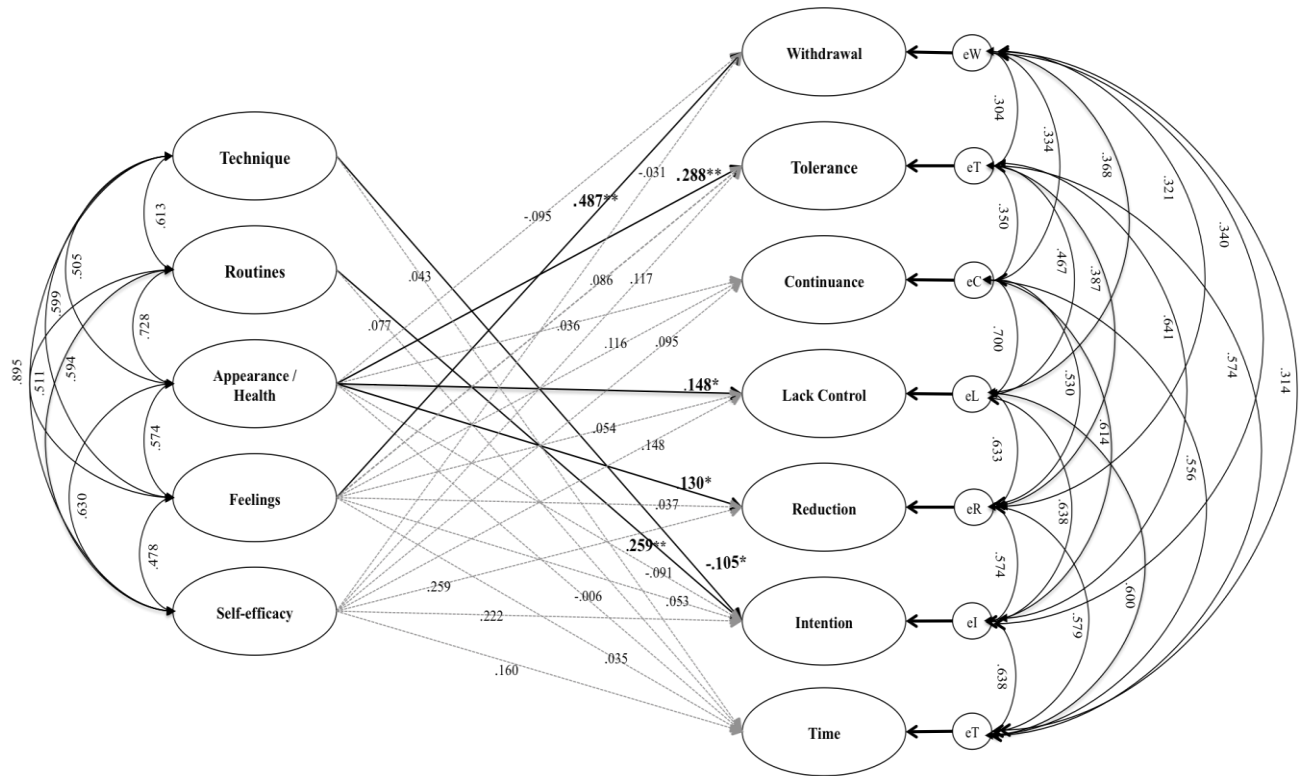 Technique
Routines
Appearance /
Health
Feelings
Self-efficacy
.613
.505
.599
.728
.895
.511
.594
.574
.630
.478
-.095
.487**
-.031
.288**
.043
.086
.117
.077
.036
.116
.095
.148*
.054
.148
.130*
.037
.259**
-.105*
-.091
.259
-.006
.053
.222
.035
.160
Withdrawal
Tolerance
Continuance
Lack Control
Reduction
Intention
Time
eW
eT
eC
eL
eR
eI
eT
.304
.334
.368
.321
.340
.350
.467
.387
.641
.574
.314
.700
.530
.614
.556
.633
.638
.600
.574
.579
.638